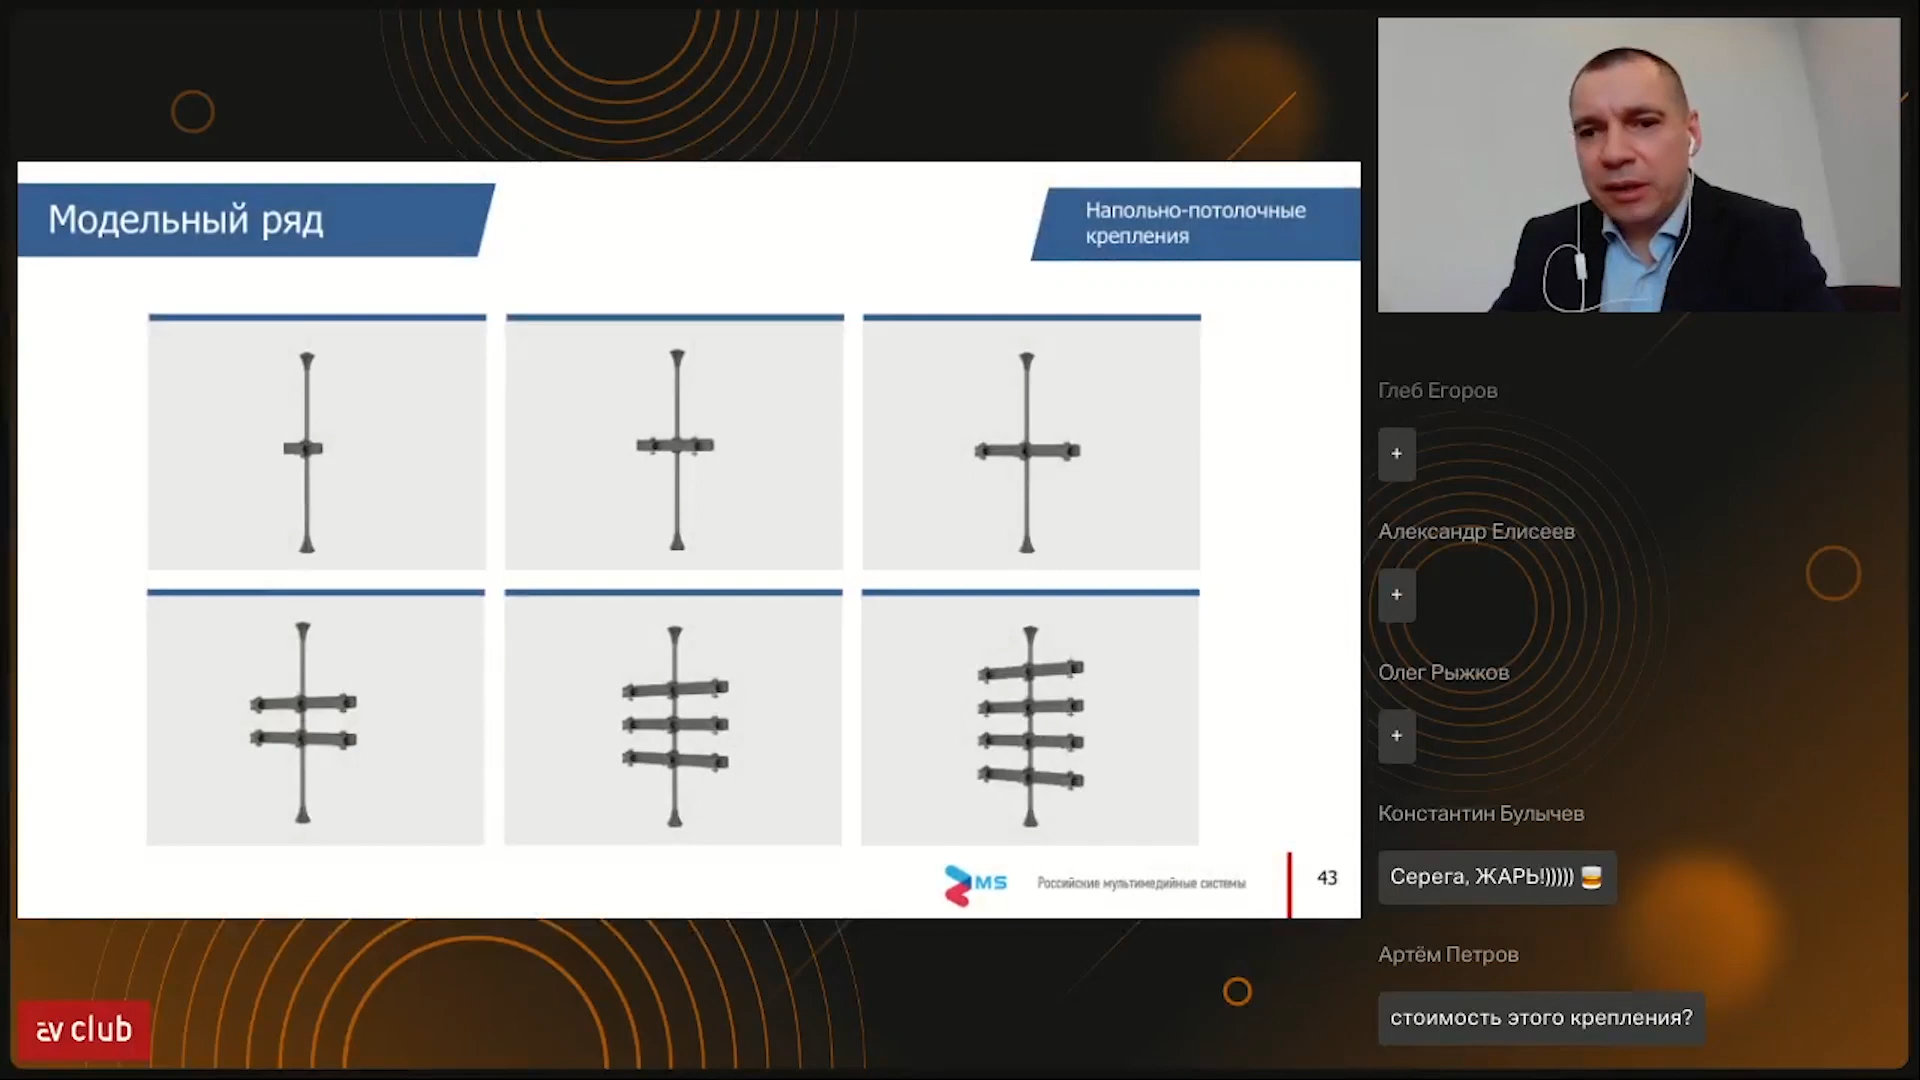 Модельный ряд
Напольно-потолочные
крепления
MS
Российские мультимедийные системы
43
av club
Глеб Егоров
+
Александр Елисеев
+
Олег Рыжков
+
Константин Булычев
Серега, ЖАРЬ!))))) 🥃
Артём Петров
стоимость этого крепления?